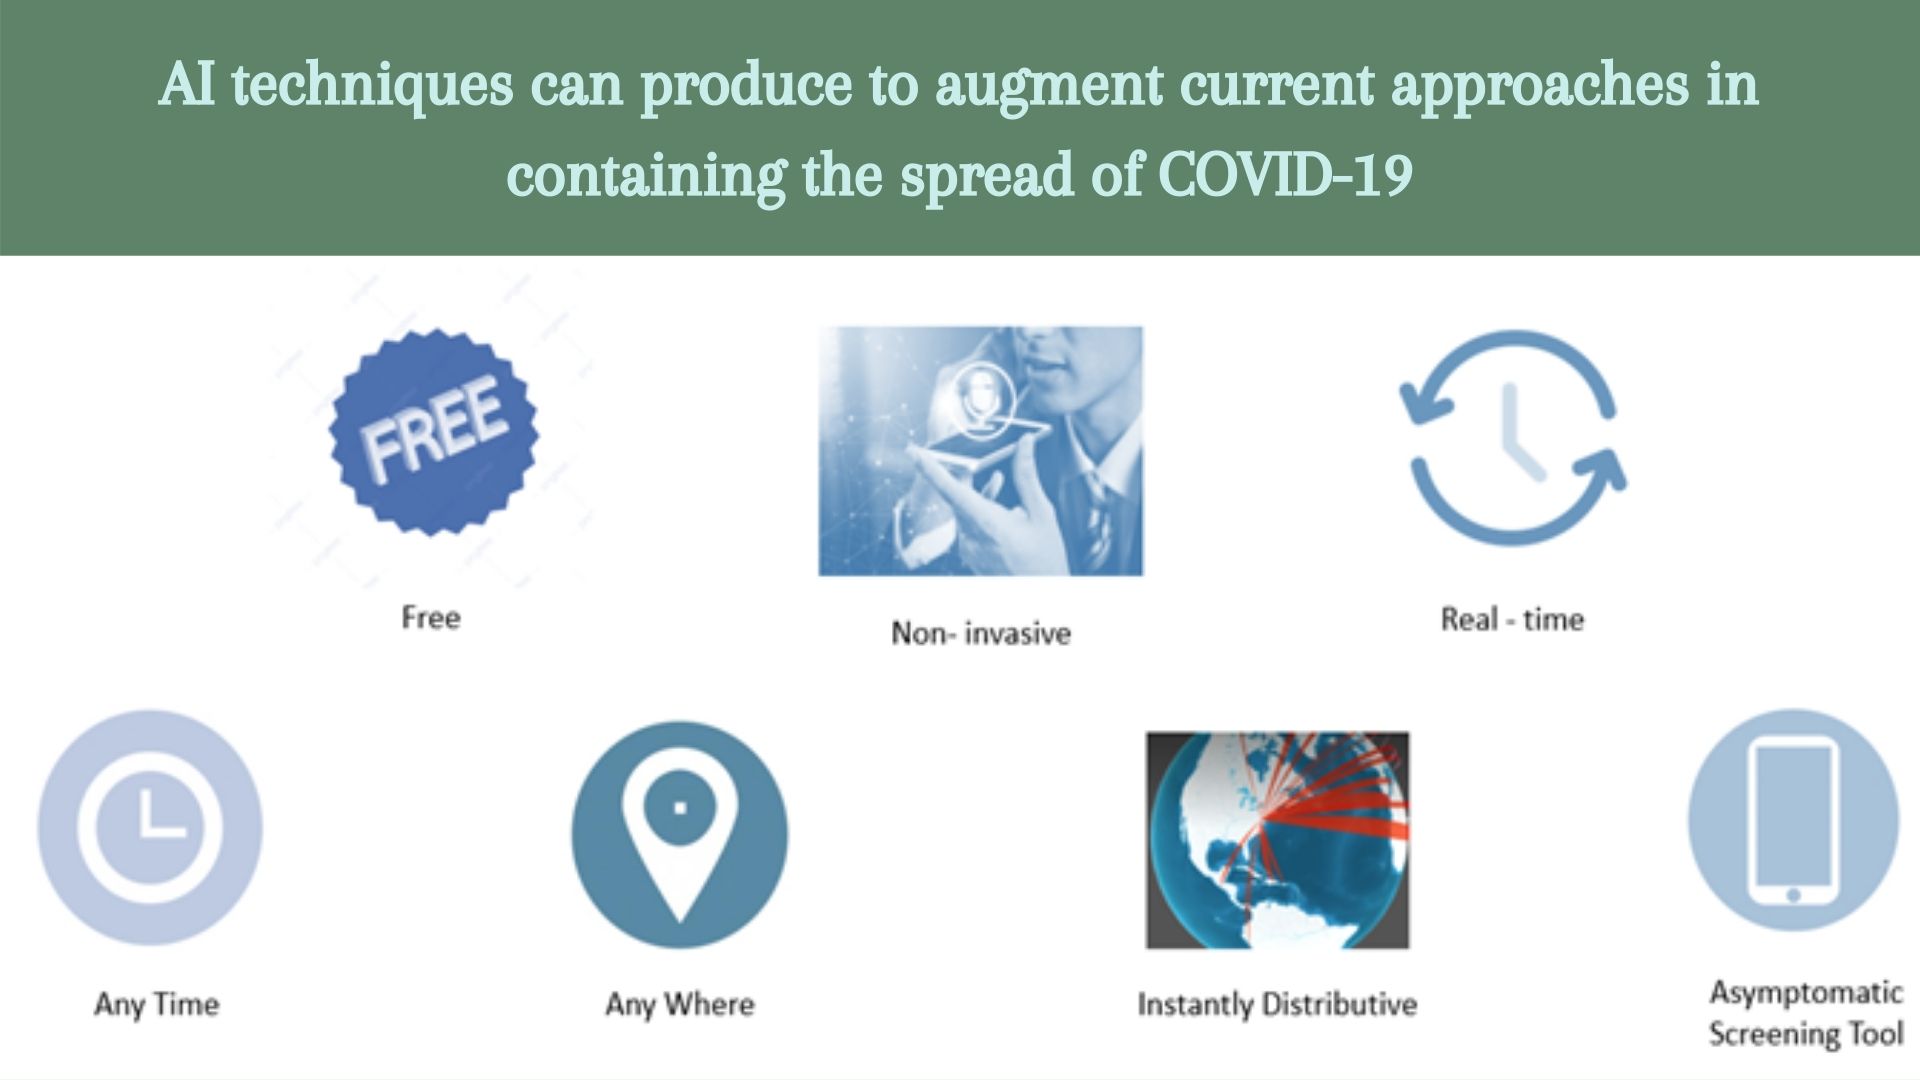 AI techniques can produce to augment current approaches in
containing the spread of COVID-19
FREE
Free
Non- invasive
Real - time
Any Time
Any Where
Instantly Distributive
Asymptomatic
Screening Tool